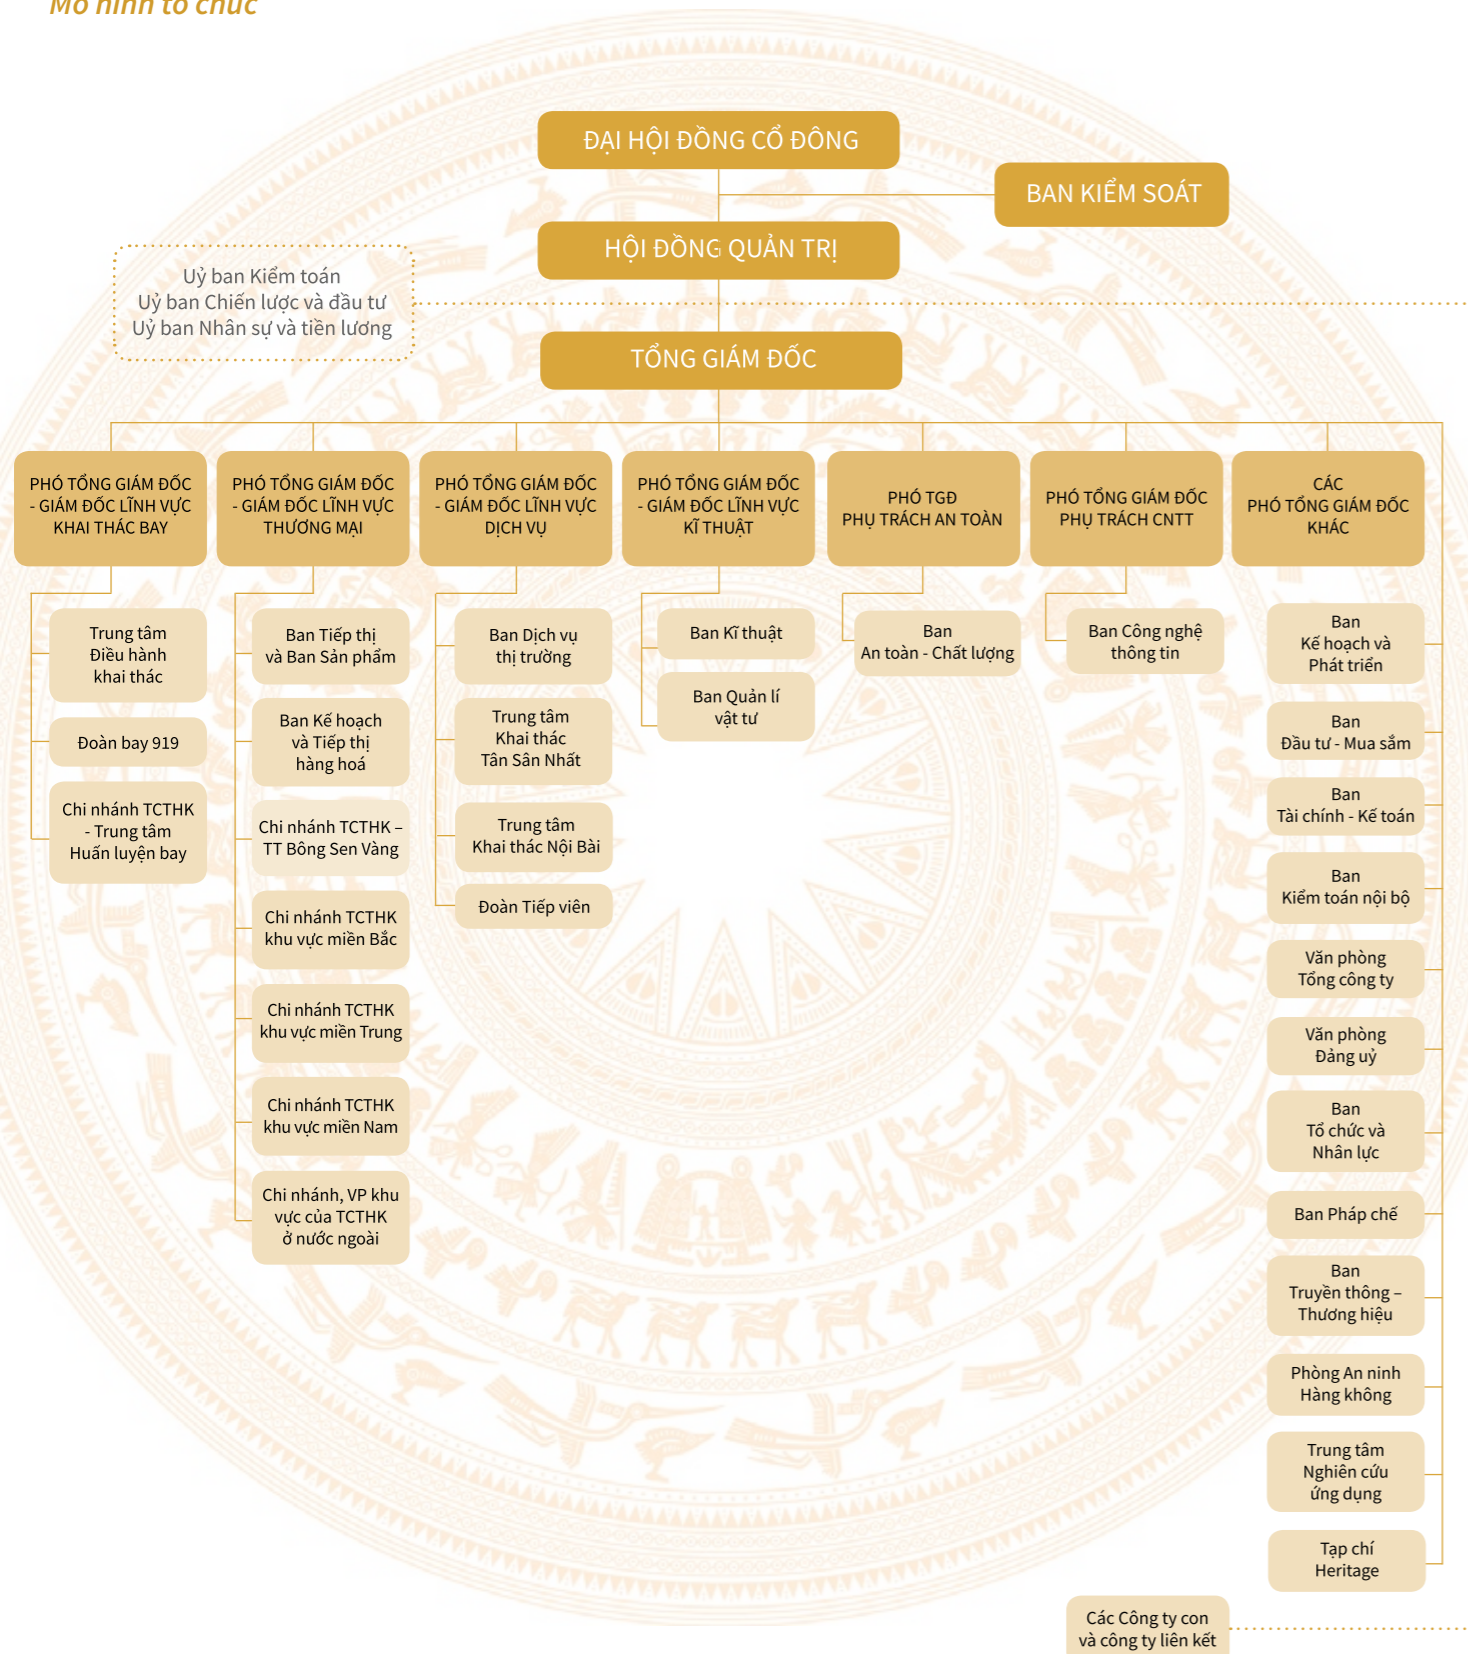 Mô hình tổ chức
ĐẠI HỘI ĐỒNG CỔ ĐÔNG
BAN KIỂM SOÁT
HỘI ĐỒNG QUẢN TRỊ
Uỷ ban Kiểm toán
Uỷ ban Chiến lược và đầu tư
Uỷ ban Nhân sự và tiền lương
TỔNG GIÁM ĐỐC
PHÓ TỔNG GIÁM ĐỐC
- GIÁM ĐỐC LĨNH VỰC
KHAI THÁC BAY
PHÓ TỔNG GIÁM ĐỐC
- GIÁM ĐỐC LĨNH VỰC
THƯƠNG MẠI
PHÓ TỔNG GIÁM ĐỐC
- GIÁM ĐỐC LĨNH VỰC
DỊCH VỤ
PHÓ TỔNG GIÁM ĐỐC
- GIÁM ĐỐC LĨNH VỰC
KĨ THUẬT
PHÓ TGĐ
PHỤ TRÁCH AN TOÀN
PHÓ TỔNG GIÁM ĐỐC
PHỤ TRÁCH CNTT
CÁC
PHÓ TỔNG GIÁM ĐỐC
KHÁC
Trung tâm
Điều hành
khai thác
Đoàn bay 919
Chi nhánh TCTHK
- Trung tâm
Huấn luyện bay
Ban Tiếp thị
và Ban Sản phẩm
Ban Kế hoạch
và Tiếp thị
hàng hoá
Chi nhánh TCTHK –
TT Bông Sen Vàng
Chi nhánh TCTHK
khu vực miền Bắc
Chi nhánh TCTHK
khu vực miền Trung
Chi nhánh TCTHK
khu vực miền Nam
Chi nhánh, VP khu
vực của TCTHK
ở nước ngoài
Ban Dịch vụ
thị trường
Trung tâm
Khai thác
Tân Sân Nhất
Trung tâm
Khai thác Nội Bài
Đoàn Tiếp viên
Ban Kĩ thuật
Ban Quản lí
vật tư
Ban
An toàn - Chất lượng
Ban Công nghệ
thông tin
Ban
Kế hoạch và
Phát triển
Ban
Đầu tư - Mua sắm
Ban
Tài chính - Kế toán
Ban
Kiểm toán nội bộ
Văn phòng
Tổng công ty
Văn phòng
Đảng uỷ
Ban
Tổ chức và
Nhân lực
Ban Pháp chế
Ban
Truyền thông –
Thương hiệu
Phòng An ninh
Hàng không
Trung tâm
Nghiên cứu
ứng dụng
Tạp chí
Heritage
Các Công ty con
và công ty liên kết